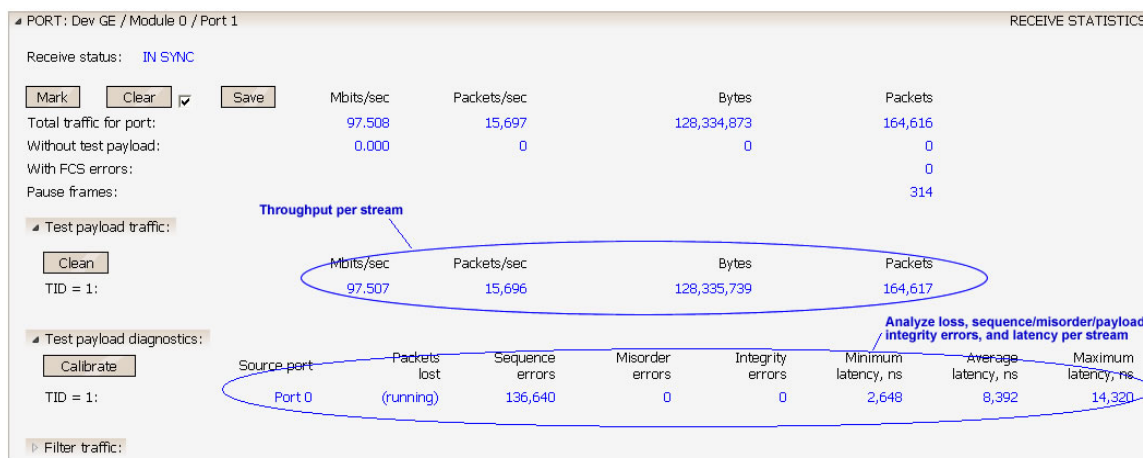 PORT: Dev GE / Module 0 / Port 1 RECEIVE STATISTICS
Receive status: IN SYNC
Mark Clear Save Mbits/sec Packets/sec Bytes Packets
Total traffic for port: 97.508 15,697 128,334,873 164,616
Without test payload: 0.000 0 0 0
With FCS errors: 0
Pause frames: 314
Throughput per stream
Test payload traffic:
Clean Mbits/sec Packets/sec Bytes Packets
TID = 1: 97.507 15,696 128,335,739 164,617
Analyze loss, sequence/misorder/payload
integrity errors, and latency per stream
Test payload diagnostics:
Calibrate Source port Packets lost Sequence errors Misorder errors Integrity errors Minimum latency, ns Average latency, ns Maximum latency, ns
TID = 1: Port 0 (running) 136,640 0 0 2,648 8,392 14,320
Filter traffic: